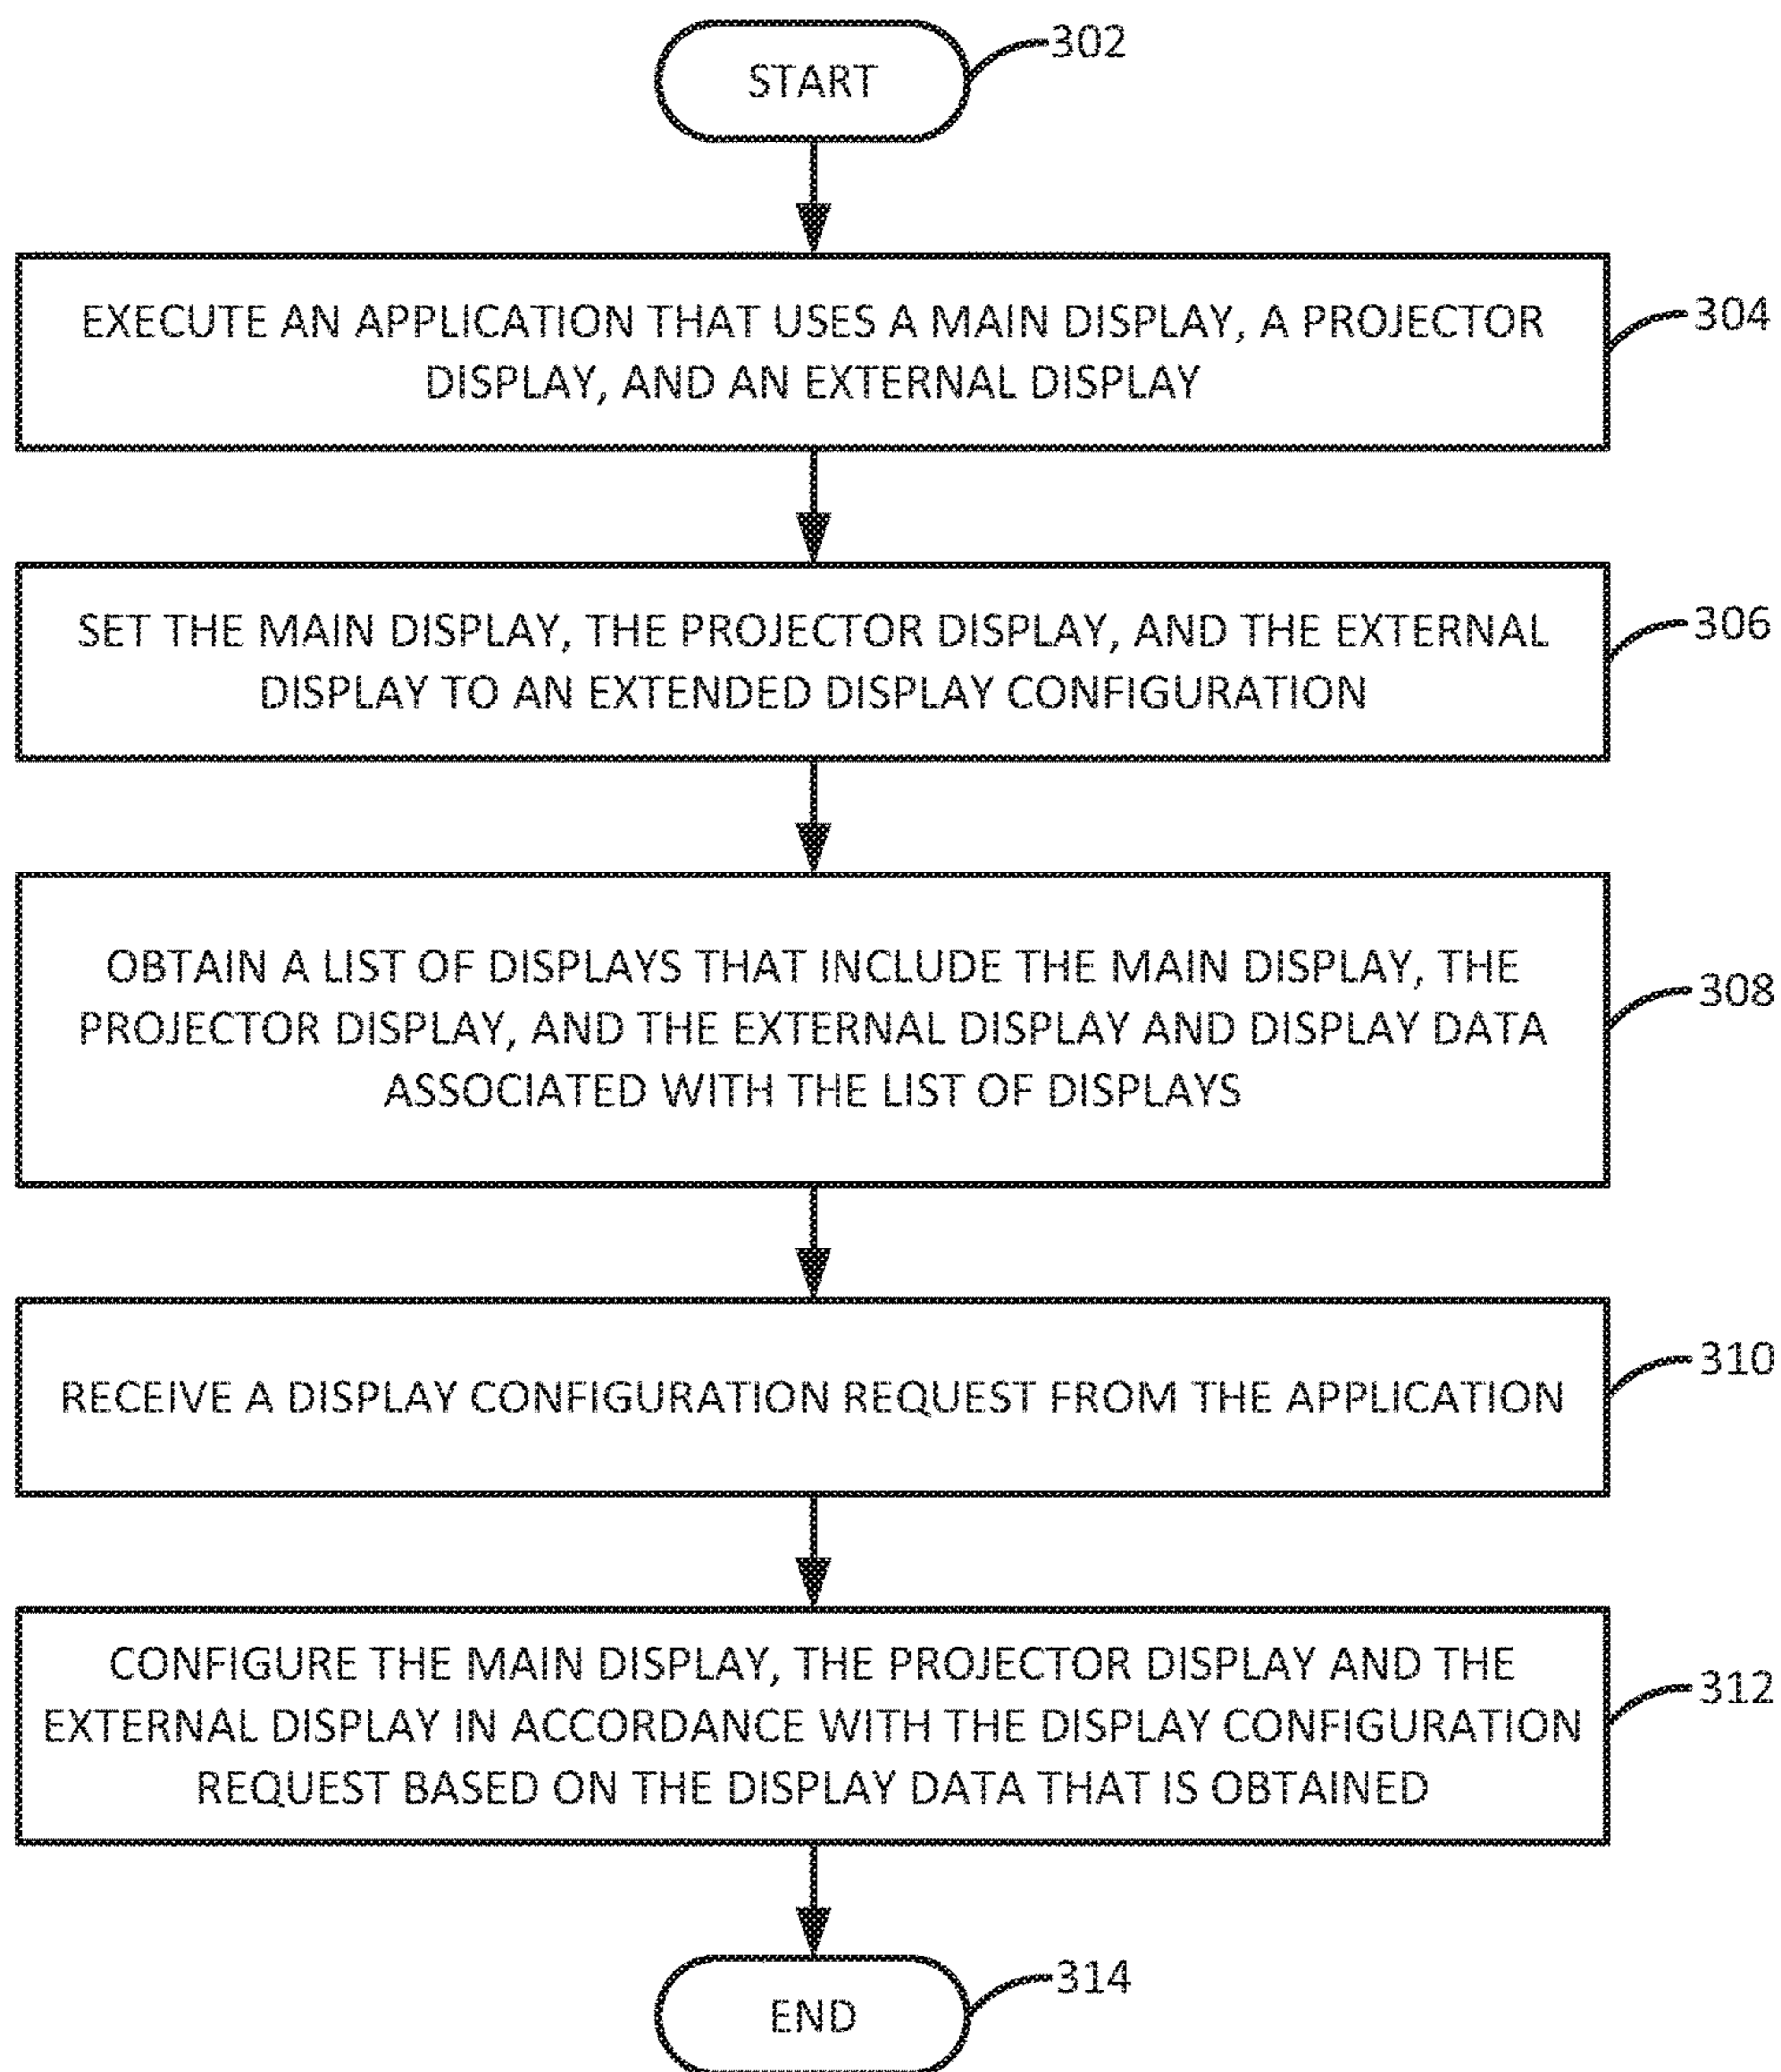 START
302
EXECUTE AN APPLICATION THAT USES A MAIN DISPLAY, A PROJECTOR
DISPLAY, AND AN EXTERNAL DISPLAY
304
SET THE MAIN DISPLAY, THE PROJECTOR DISPLAY, AND THE EXTERNAL
DISPLAY TO AN EXTENDED DISPLAY CONFIGURATION
306
OBTAIN A LIST OF DISPLAYS THAT INCLUDE THE MAIN DISPLAY, THE
PROJECTOR DISPLAY, AND THE EXTERNAL DISPLAY AND DISPLAY DATA
ASSOCIATED WITH THE LIST OF DISPLAYS
308
RECEIVE A DISPLAY CONFIGURATION REQUEST FROM THE APPLICATION
310
CONFIGURE THE MAIN DISPLAY, THE PROJECTOR DISPLAY AND THE
EXTERNAL DISPLAY IN ACCORDANCE WITH THE DISPLAY CONFIGURATION
REQUEST BASED ON THE DISPLAY DATA THAT IS OBTAINED
312
END
314